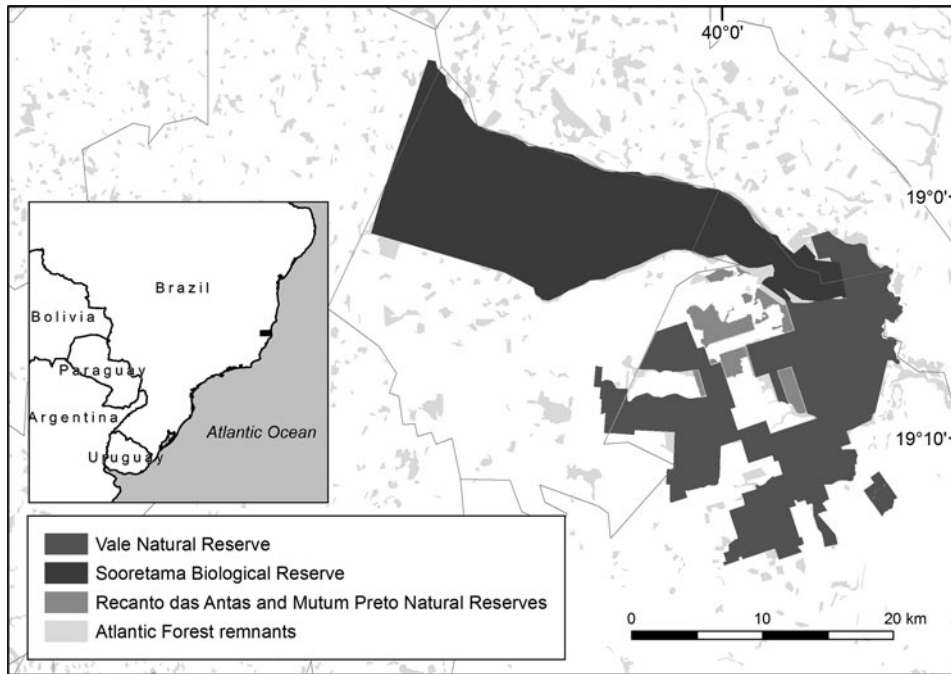 40°0'
19°0'
Brazil
Bolivia
Paraguay
Argentina
Uruguay
Atlantic Ocean
19°10'
Vale Natural Reserve
Sooretama Biological Reserve
Recanto das Antas and Mutum Preto Natural Reserves
Atlantic Forest remnants
0 10 20 km